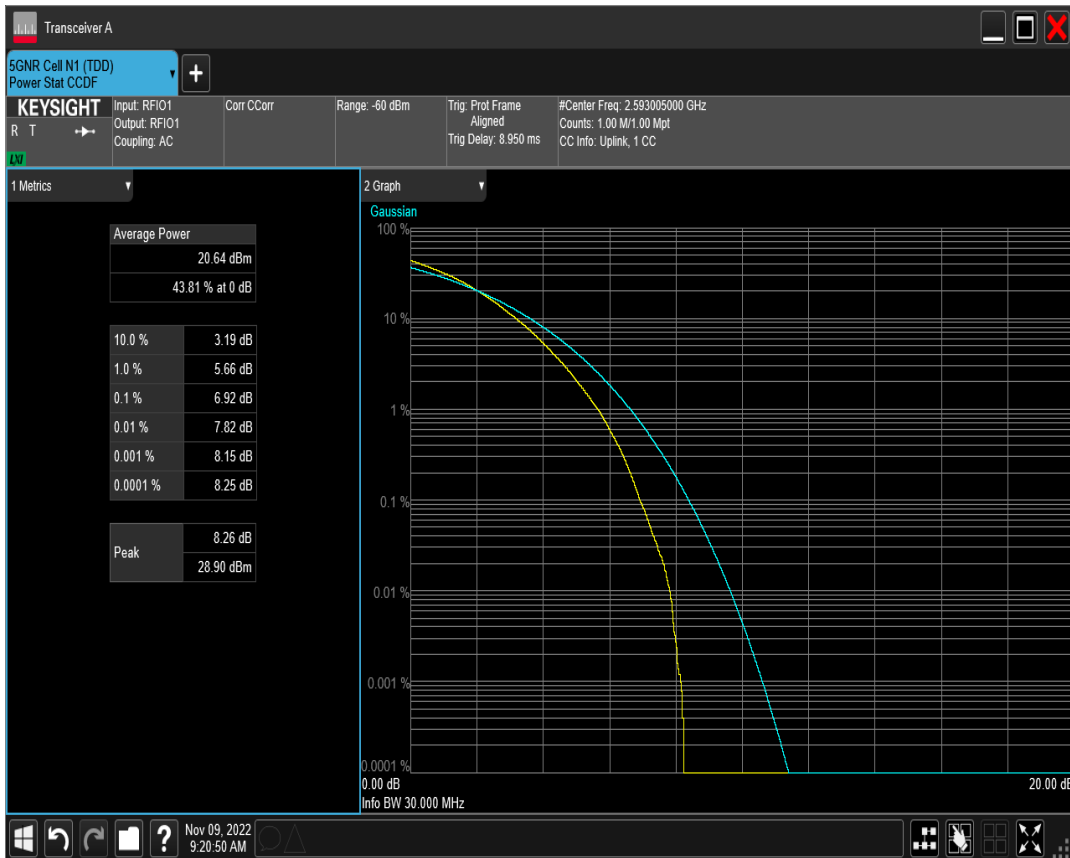 Transceiver A
5GNR Cell N1 (TDD)
Power Stat CCDF
+
KEYSIGHT
R T
LXI
Input: RFIO1
Output: RFIO1
Coupling: AC
Corr CCorr
Range: -60 dBm
Trig: Prot Frame
Aligned
Trig Delay: 8.950 ms
#Center Freq: 2.593005000 GHz
Counts: 1.00 M/1.00 Mpt
CC Info: Uplink, 1 CC
1 Metrics
Average Power
20.64 dBm
43.81 % at 0 dB
10.0 % 3.19 dB
1.0 % 5.66 dB
0.1 % 6.92 dB
0.01 % 7.82 dB
0.001 % 8.15 dB
0.0001 % 8.25 dB
Peak 8.26 dB
28.90 dBm
2 Graph
Gaussian
100 %
10 %
1 %
0.1 %
0.01 %
0.001 %
0.0001 %
0.00 dB 20.00 dB
Info BW 30.000 MHz
?
Nov 09, 2022
9:20:50 AM